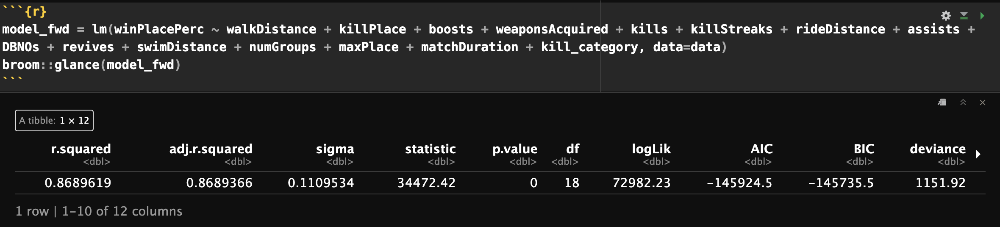 ```{r}
model_fwd = lm(winPlacePerc ~ walkDistance + killPlace + boosts + weaponsAcquired + kills + killStreaks + rideDistance + assists +
DBNOs + revives + swimDistance + numGroups + maxPlace + matchDuration + kill_category, data=data)
broom::glance(model_fwd)
```
A tibble: 1 × 12
r.squared adj.r.squared sigma statistic p.value df logLik AIC BIC deviance
<dbl> <dbl> <dbl> <dbl> <dbl> <dbl> <dbl> <dbl> <dbl> <dbl>
0.8689619 0.8689366 0.1109534 34472.42 0 18 72982.23 -145924.5 -145735.5 1151.92
1 row | 1-10 of 12 columns